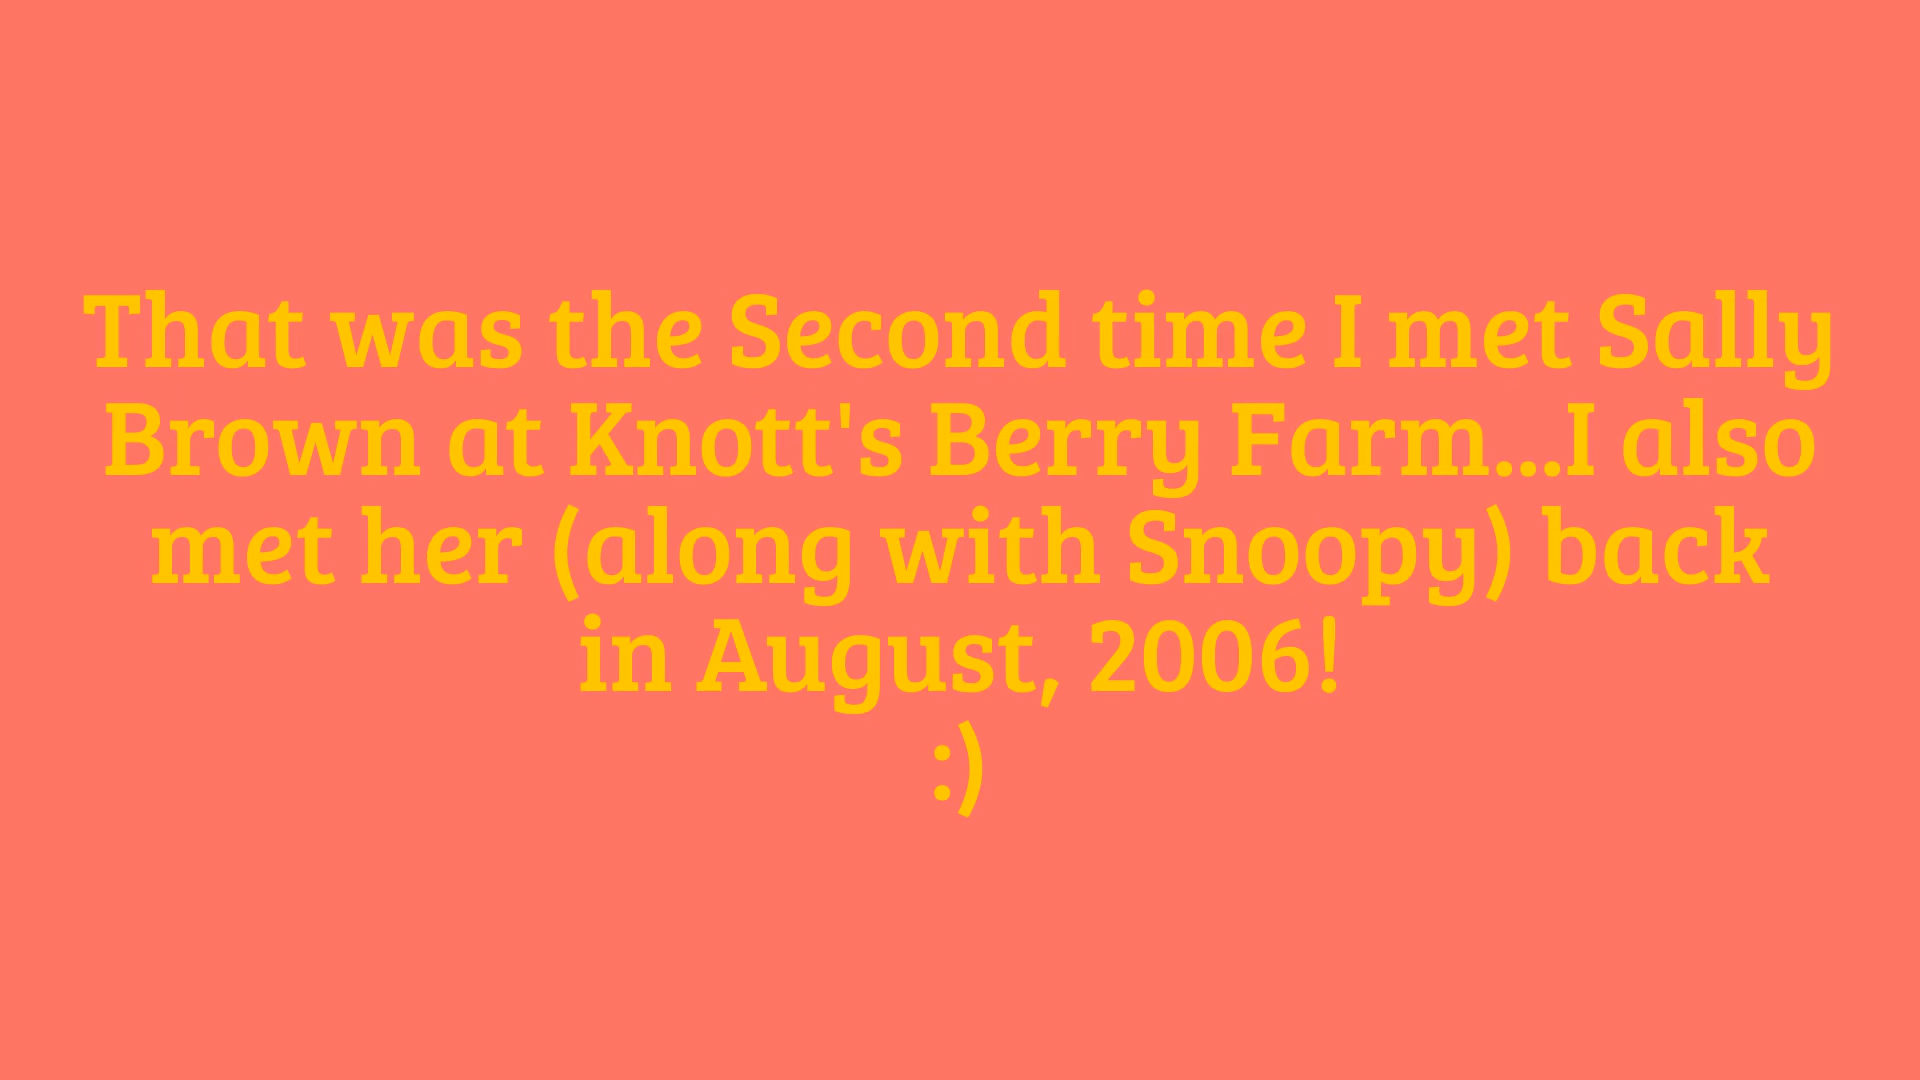 That was the Second time I met Sally
Brown at Knott's Berry Farm...I also
met her (along with Snoopy) back
in August, 2006!
:)